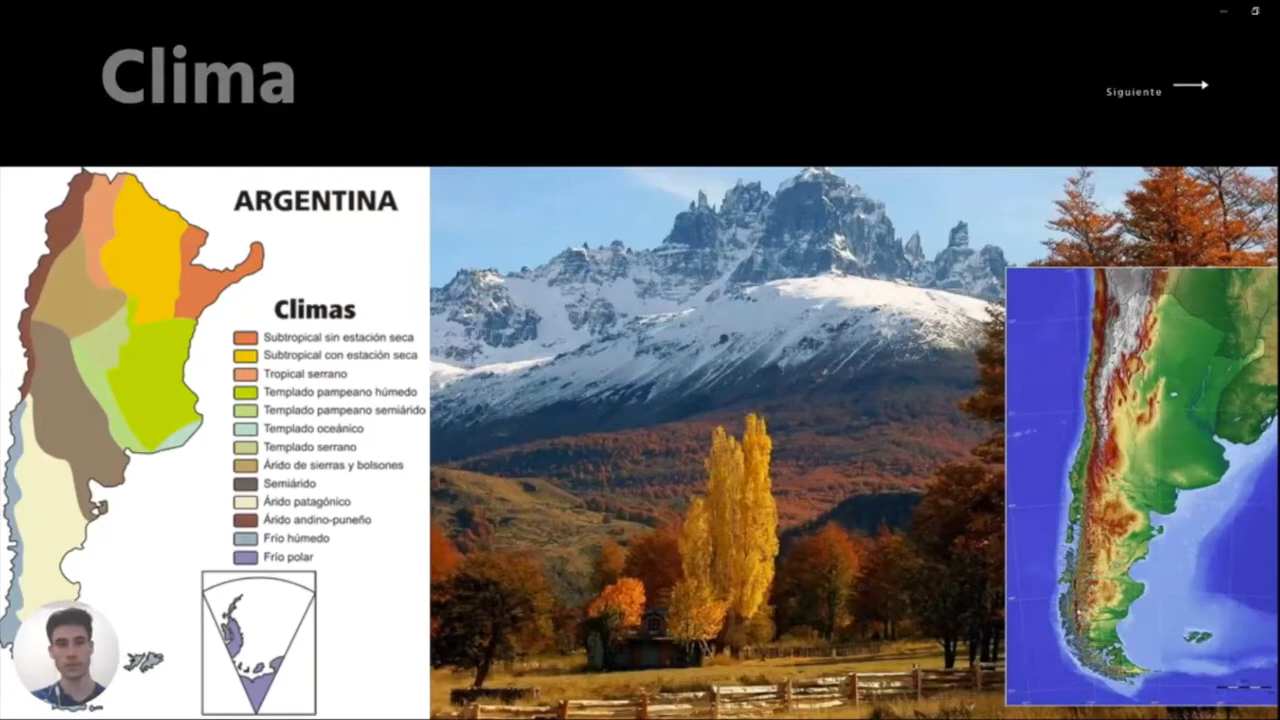 Clima
Siguiente
ARGENTINA
Climas
Subtropical sin estación seca
Subtropical con estación seca
Tropical serrano
Templado pampeano húmedo
Templado pampeano semiárido
Templado oceánico
Templado serrano
Árido de sierras y bolsones
Semiárido
Árido patagónico
Árido andino-puneño
Frío húmedo
Frío polar